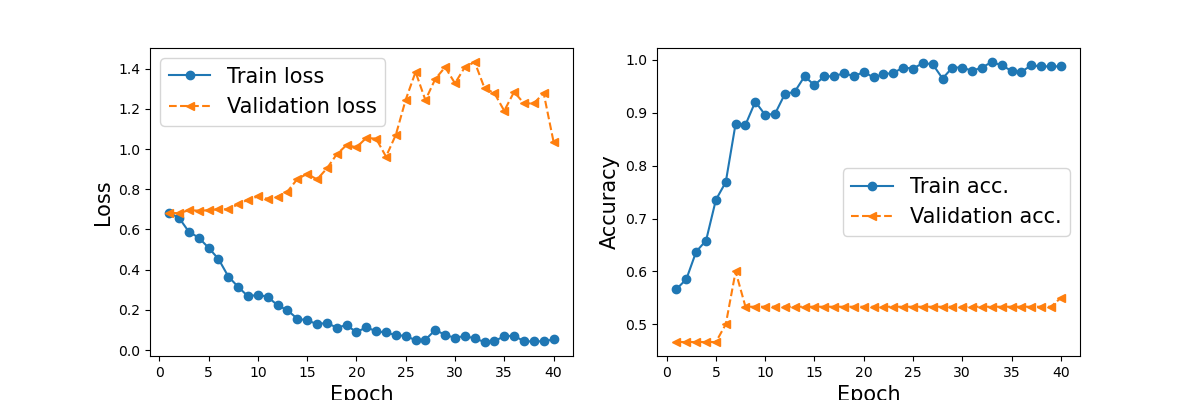 Train loss
Validation loss
Loss
1.4
1.2
1.0
0.8
0.6
0.4
0.2
0.0
0 5 10 15 20 25 30 35 40
Epoch
Train acc.
Validation acc.
Accuracy
1.0
0.9
0.8
0.7
0.6
0.5
0 5 10 15 20 25 30 35 40
Epoch